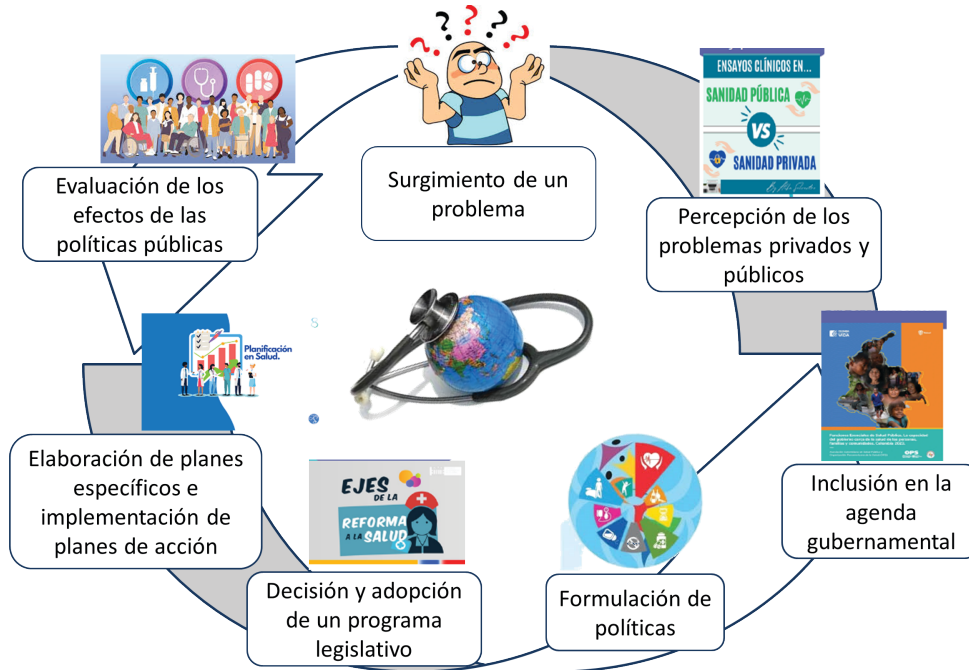 ? ? ? ? ?
Surgimiento de un
problema
ENSAYOS CLÍNICOS EN...
SANIDAD PÚBLICA
VS
SANIDAD PRIVADA
Percepción de los
problemas privados y
públicos
VIDA
OPS
Inclusión en la
agenda
gubernamental
Formulación de
políticas
EJES
DE LA
REFORMA
A LA SALUD
Decisión y adopción
de un programa
legislativo
Planificación
en Salud.
Elaboración de planes
específicos e
implementación de
planes de acción
Evaluación de los
efectos de las
políticas públicas